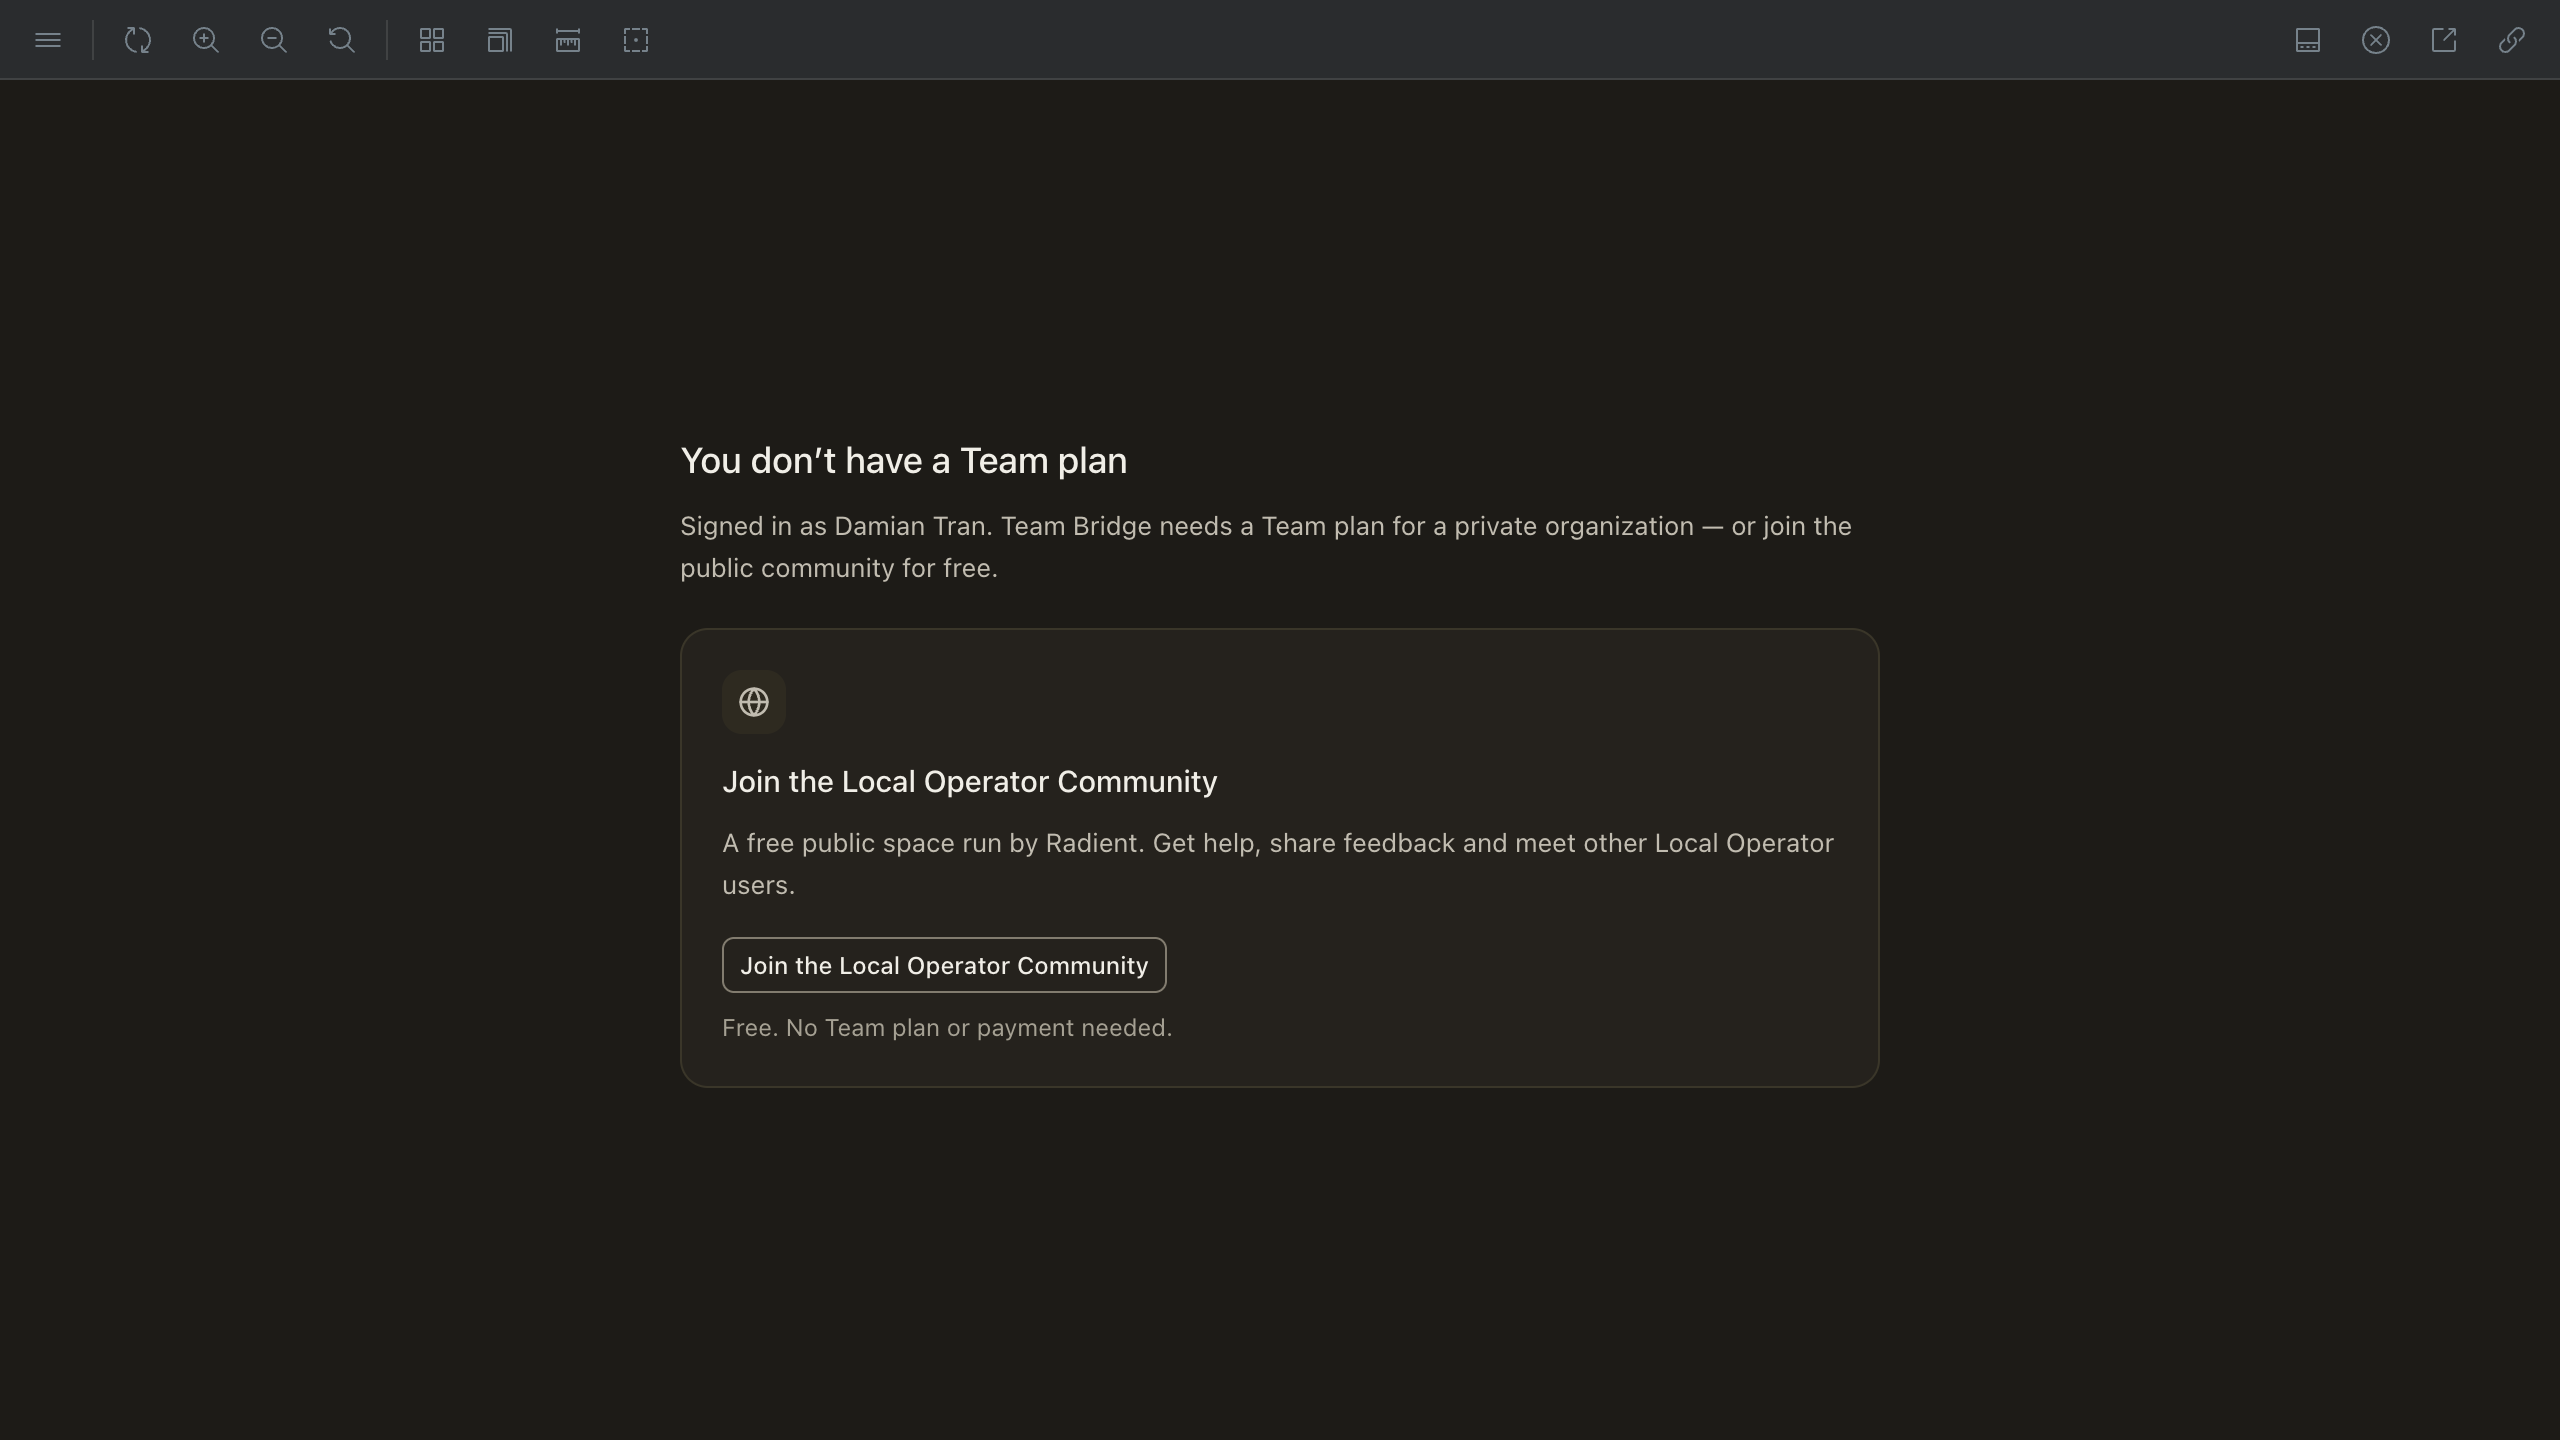 You don’t have a Team plan
Signed in as Damian Tran. Team Bridge needs a Team plan for a private organization — or join the
public community for free.
Join the Local Operator Community
A free public space run by Radient. Get help, share feedback and meet other Local Operator
users.
Join the Local Operator Community
Free. No Team plan or payment needed.